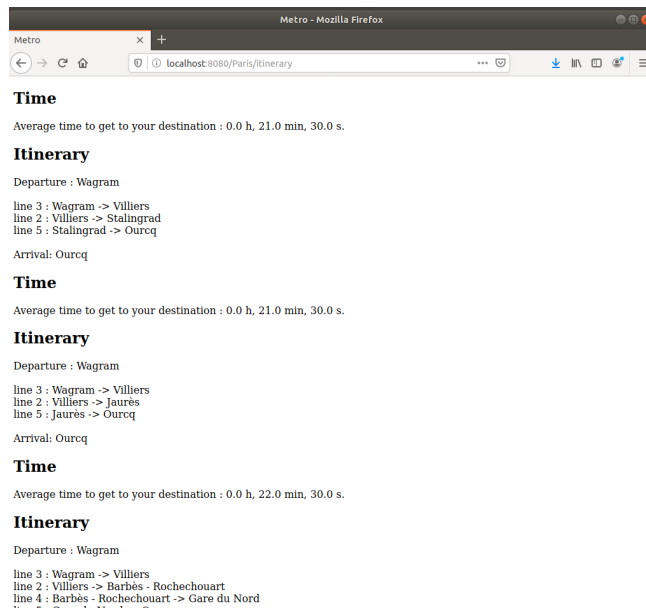 Metro - Mozilla Firefox
Metro
localhost:8080/Paris/itinerary
Time
Average time to get to your destination : 0.0 h, 21.0 min, 30.0 s.
Itinerary
Departure : Wagram
line 3 : Wagram -> Villiers
line 2 : Villiers -> Stalingrad
line 5 : Stalingrad -> Ourcq
Arrival: Ourcq
Time
Average time to get to your destination : 0.0 h, 21.0 min, 30.0 s.
Itinerary
Departure : Wagram
line 3 : Wagram -> Villiers
line 2 : Villiers -> Jaurès
line 5 : Jaurès -> Ourcq
Arrival: Ourcq
Time
Average time to get to your destination : 0.0 h, 22.0 min, 30.0 s.
Itinerary
Departure : Wagram
line 3 : Wagram -> Villiers
line 2 : Villiers -> Barbès - Rochechouart
line 4 : Barbès - Rochechouart -> Gare du Nord